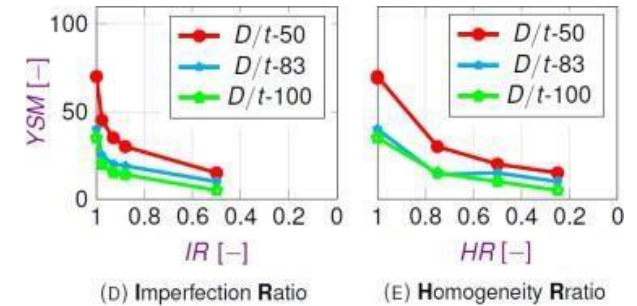 100
50
0
YSM [–]
D/t-50
D/t-83
D/t-100
1 0.8 0.6 0.4 0.2 0
IR [–]
(D) Imperfection Ratio
D/t-50
D/t-83
D/t-100
1 0.8 0.6 0.4 0.2 0
HR [–]
(E) Homogeneity Rratio